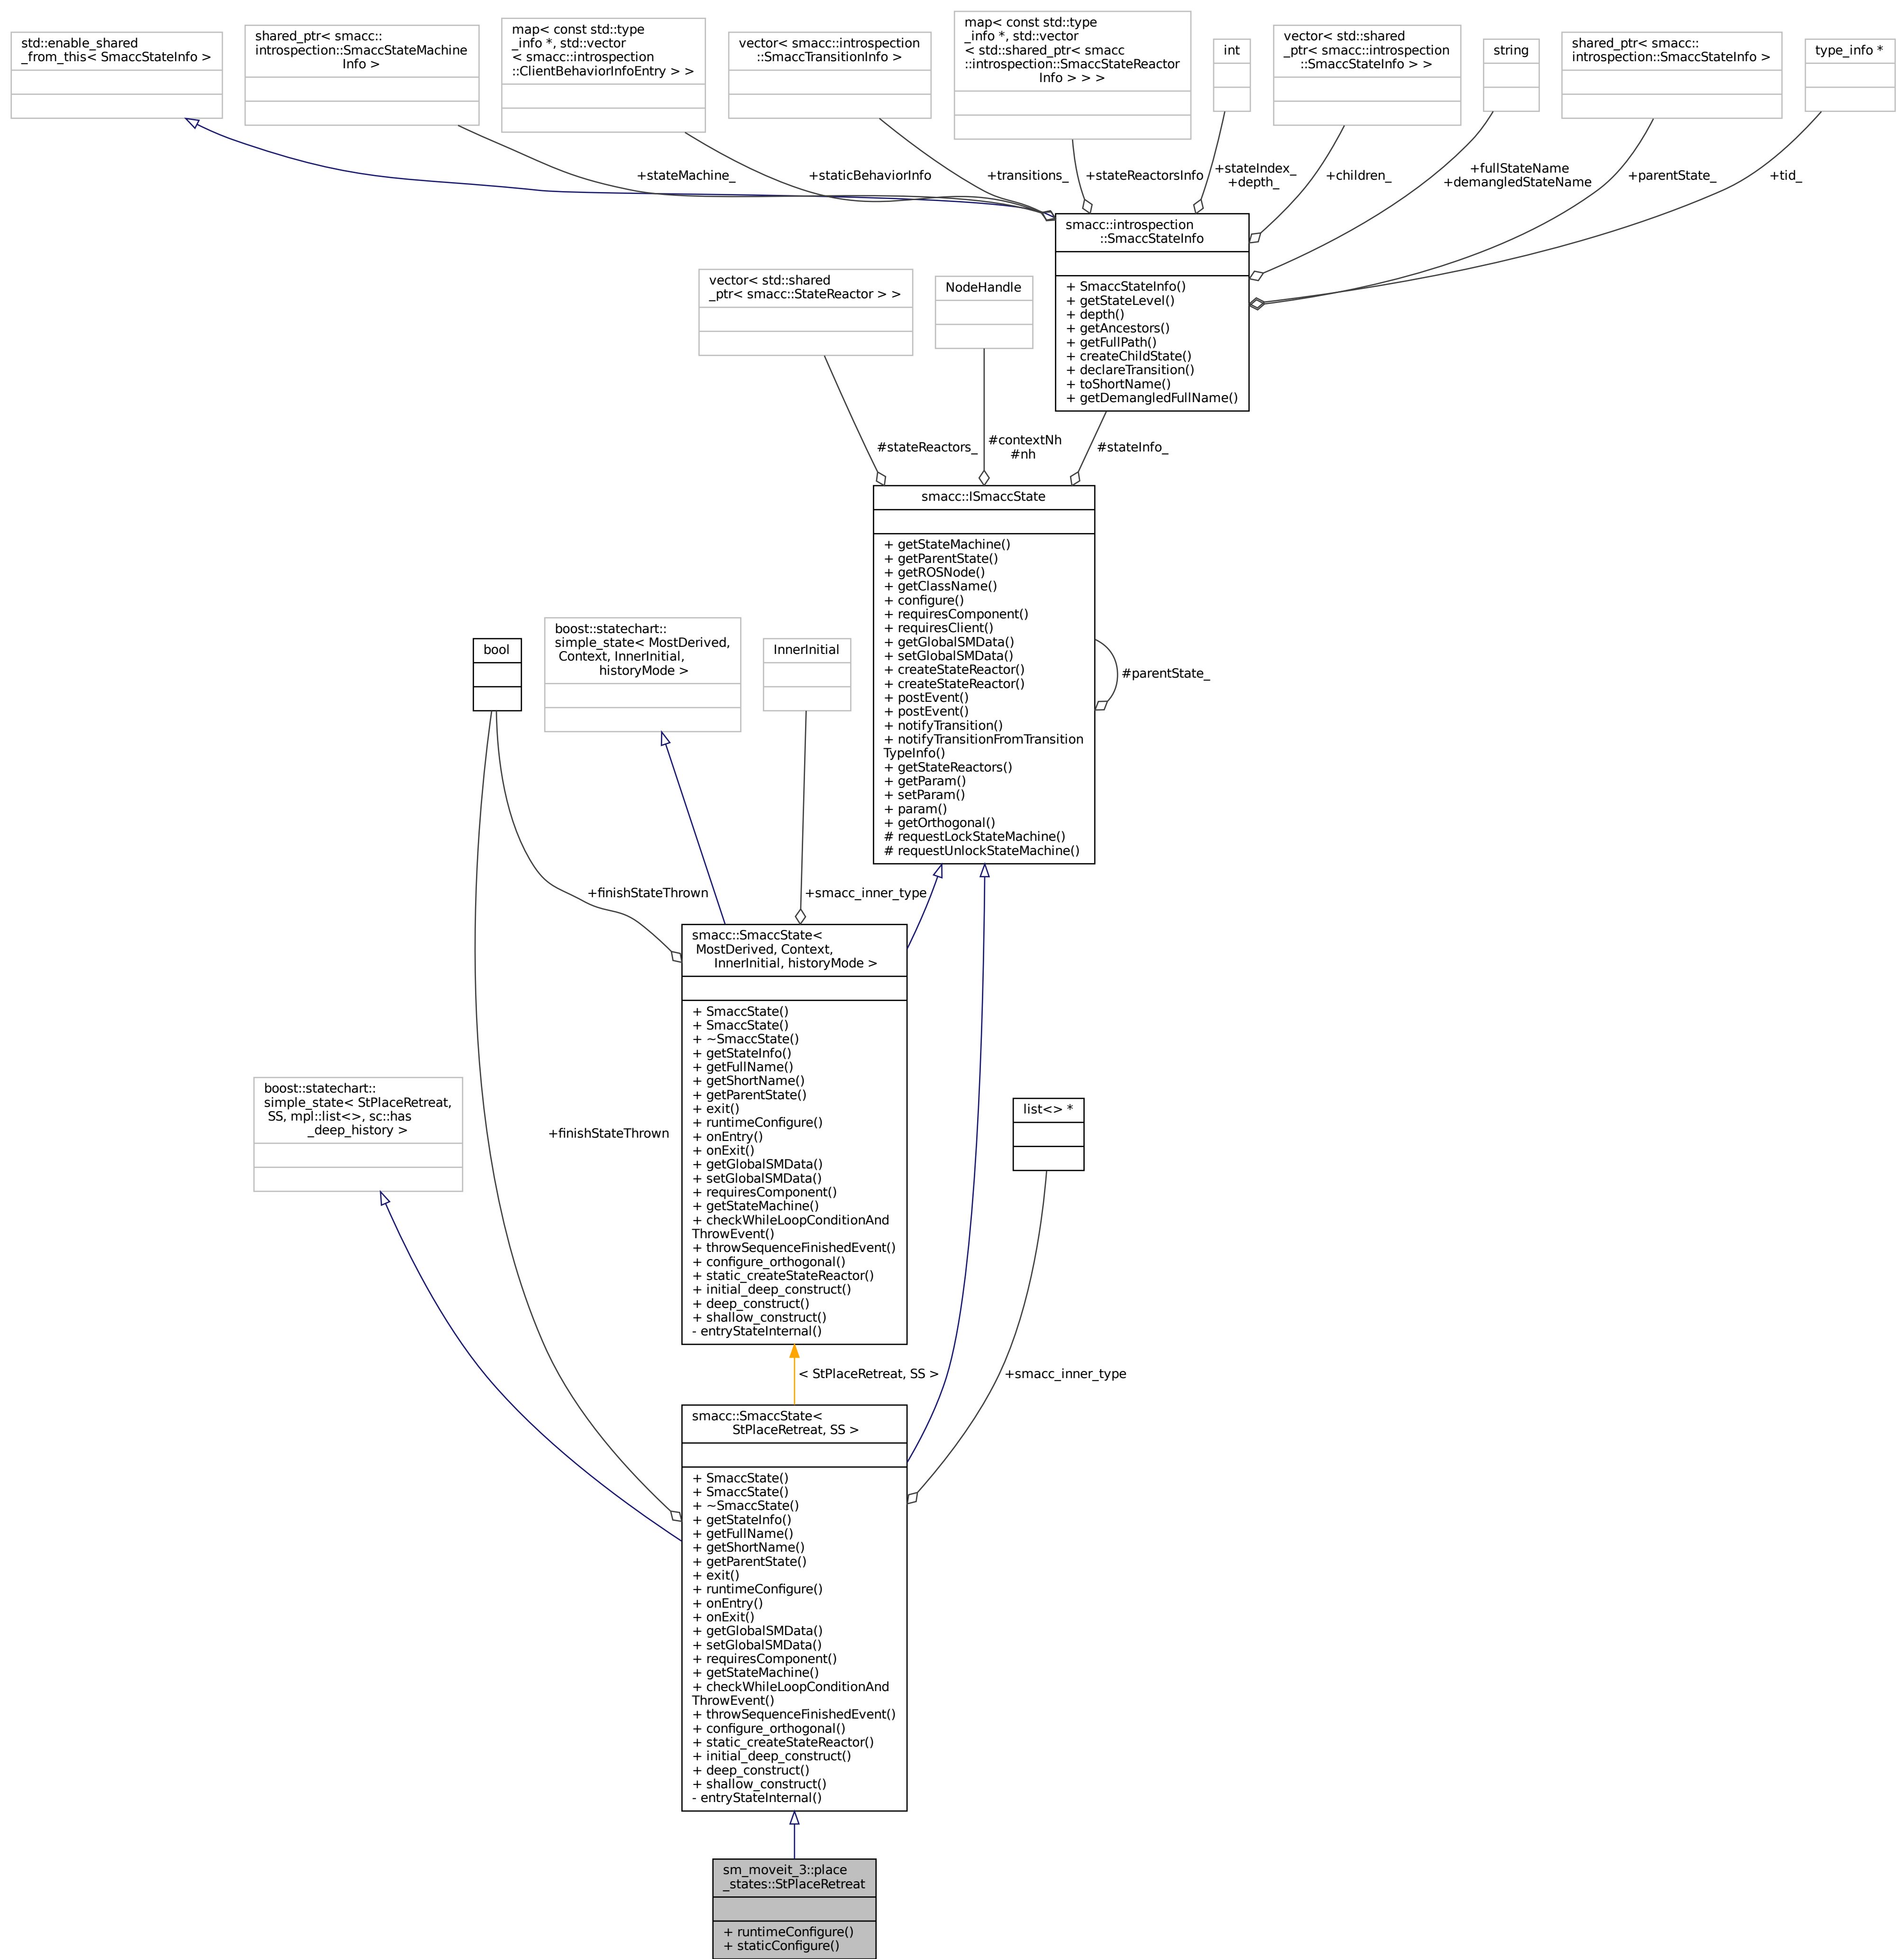 std::enable_shared
_from_this< SmaccStateInfo >
shared_ptr< smacc::
introspection::SmaccStateMachine
Info >
map< const std::type
_info *, std::vector
< smacc::introspection
::ClientBehaviorInfoEntry > >
vector< smacc::introspection
::SmaccTransitionInfo >
map< const std::type
_info *, std::vector
< std::shared_ptr< smacc
::introspection::SmaccStateReactor
Info > > >
int
vector< std::shared
_ptr< smacc::introspection
::SmaccStateInfo > >
string
shared_ptr< smacc::
introspection::SmaccStateInfo >
type_info *
+stateMachine_
+staticBehaviorInfo
+transitions_
+stateReactorsInfo
+stateIndex_
+depth_
+children_
+fullStateName
+demangledStateName
+parentState_
+tid_
smacc::introspection
::SmaccStateInfo
+ SmaccStateInfo()
+ getStateLevel()
+ depth()
+ getAncestors()
+ getFullPath()
+ createChildState()
+ declareTransition()
+ toShortName()
+ getDemangledFullName()
vector< std::shared
_ptr< smacc::StateReactor > >
NodeHandle
#stateReactors_
#contextNh
#nh
#stateInfo_
smacc::ISmaccState
+ getStateMachine()
+ getParentState()
+ getROSNode()
+ getClassName()
+ configure()
+ requiresComponent()
+ requiresClient()
+ getGlobalSMData()
+ setGlobalSMData()
+ createStateReactor()
+ createStateReactor()
+ postEvent()
+ postEvent()
+ notifyTransition()
+ notifyTransitionFromTransition
TypeInfo()
+ getStateReactors()
+ getParam()
+ setParam()
+ param()
+ getOrthogonal()
# requestLockStateMachine()
# requestUnlockStateMachine()
#parentState_
bool
boost::statechart::
simple_state< MostDerived,
Context, InnerInitial,
historyMode >
InnerInitial
+finishStateThrown
+smacc_inner_type
smacc::SmaccState<
MostDerived, Context,
InnerInitial, historyMode >
+ SmaccState()
+ SmaccState()
+ ~SmaccState()
+ getStateInfo()
+ getFullName()
+ getShortName()
+ getParentState()
+ exit()
+ runtimeConfigure()
+ onEntry()
+ onExit()
+ getGlobalSMData()
+ setGlobalSMData()
+ requiresComponent()
+ getStateMachine()
+ checkWhileLoopConditionAnd
ThrowEvent()
+ throwSequenceFinishedEvent()
+ configure_orthogonal()
+ static_createStateReactor()
+ initial_deep_construct()
+ deep_construct()
+ shallow_construct()
- entryStateInternal()
boost::statechart::
simple_state< StPlaceRetreat,
SS, mpl::list<>, sc::has
_deep_history >
+finishStateThrown
list<> *
< StPlaceRetreat, SS >
+smacc_inner_type
smacc::SmaccState<
StPlaceRetreat, SS >
+ SmaccState()
+ SmaccState()
+ ~SmaccState()
+ getStateInfo()
+ getFullName()
+ getShortName()
+ getParentState()
+ exit()
+ runtimeConfigure()
+ onEntry()
+ onExit()
+ getGlobalSMData()
+ setGlobalSMData()
+ requiresComponent()
+ getStateMachine()
+ checkWhileLoopConditionAnd
ThrowEvent()
+ throwSequenceFinishedEvent()
+ configure_orthogonal()
+ static_createStateReactor()
+ initial_deep_construct()
+ deep_construct()
+ shallow_construct()
- entryStateInternal()
sm_moveit_3::place
_states::StPlaceRetreat
+ runtimeConfigure()
+ staticConfigure()